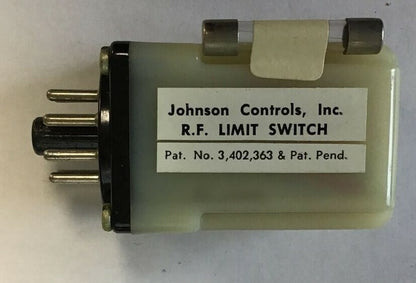 Johnson Controls, Inc.
R.F. LIMIT SWITCH
Pat. No. 3,402,363 & Pat. Pend.